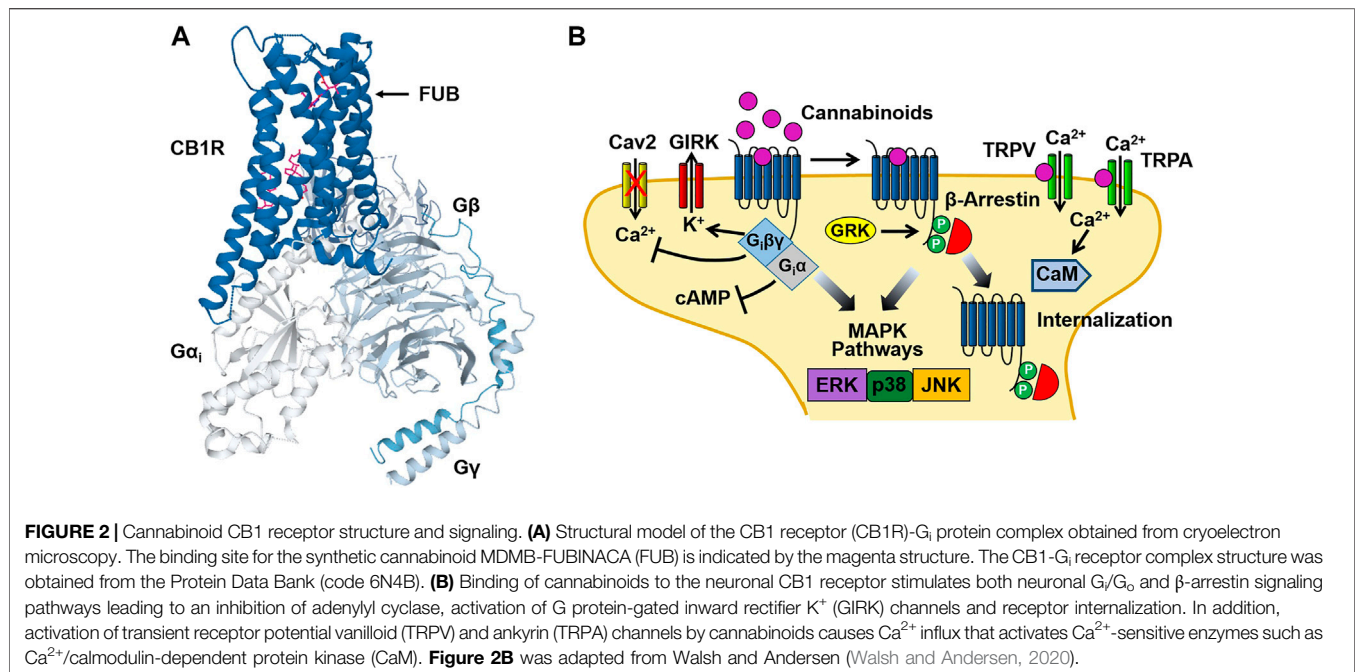 A
FUB
CB1R
Gβ
Gαi
Gγ
B
Cannabinoids
Cav2
GIRK
TRPV
Ca2+
Ca2+
TRPA
β-Arrestin
Ca2+
K+
Giβγ
Giα
GRK
P
P
Ca2+
CaM
cAMP
MAPK
Pathways
Internalization
ERK
p38
JNK
P
P
FIGURE 2 | Cannabinoid CB1 receptor structure and signaling. (A) Structural model of the CB1 receptor (CB1R)-Gi protein complex obtained from cryoelectron
microscopy. The binding site for the synthetic cannabinoid MDMB-FUBINACA (FUB) is indicated by the magenta structure. The CB1-Gi receptor complex structure was
obtained from the Protein Data Bank (code 6N4B). (B) Binding of cannabinoids to the neuronal CB1 receptor stimulates both neuronal Gi/Go and β-arrestin signaling
pathways leading to an inhibition of adenylyl cyclase, activation of G protein-gated inward rectifier K+ (GIRK) channels and receptor internalization. In addition,
activation of transient receptor potential vanilloid (TRPV) and ankyrin (TRPA) channels by cannabinoids causes Ca2+ influx that activates Ca2+-sensitive enzymes such as
Ca2+/calmodulin-dependent protein kinase (CaM). Figure 2B was adapted from Walsh and Andersen (Walsh and Andersen, 2020).